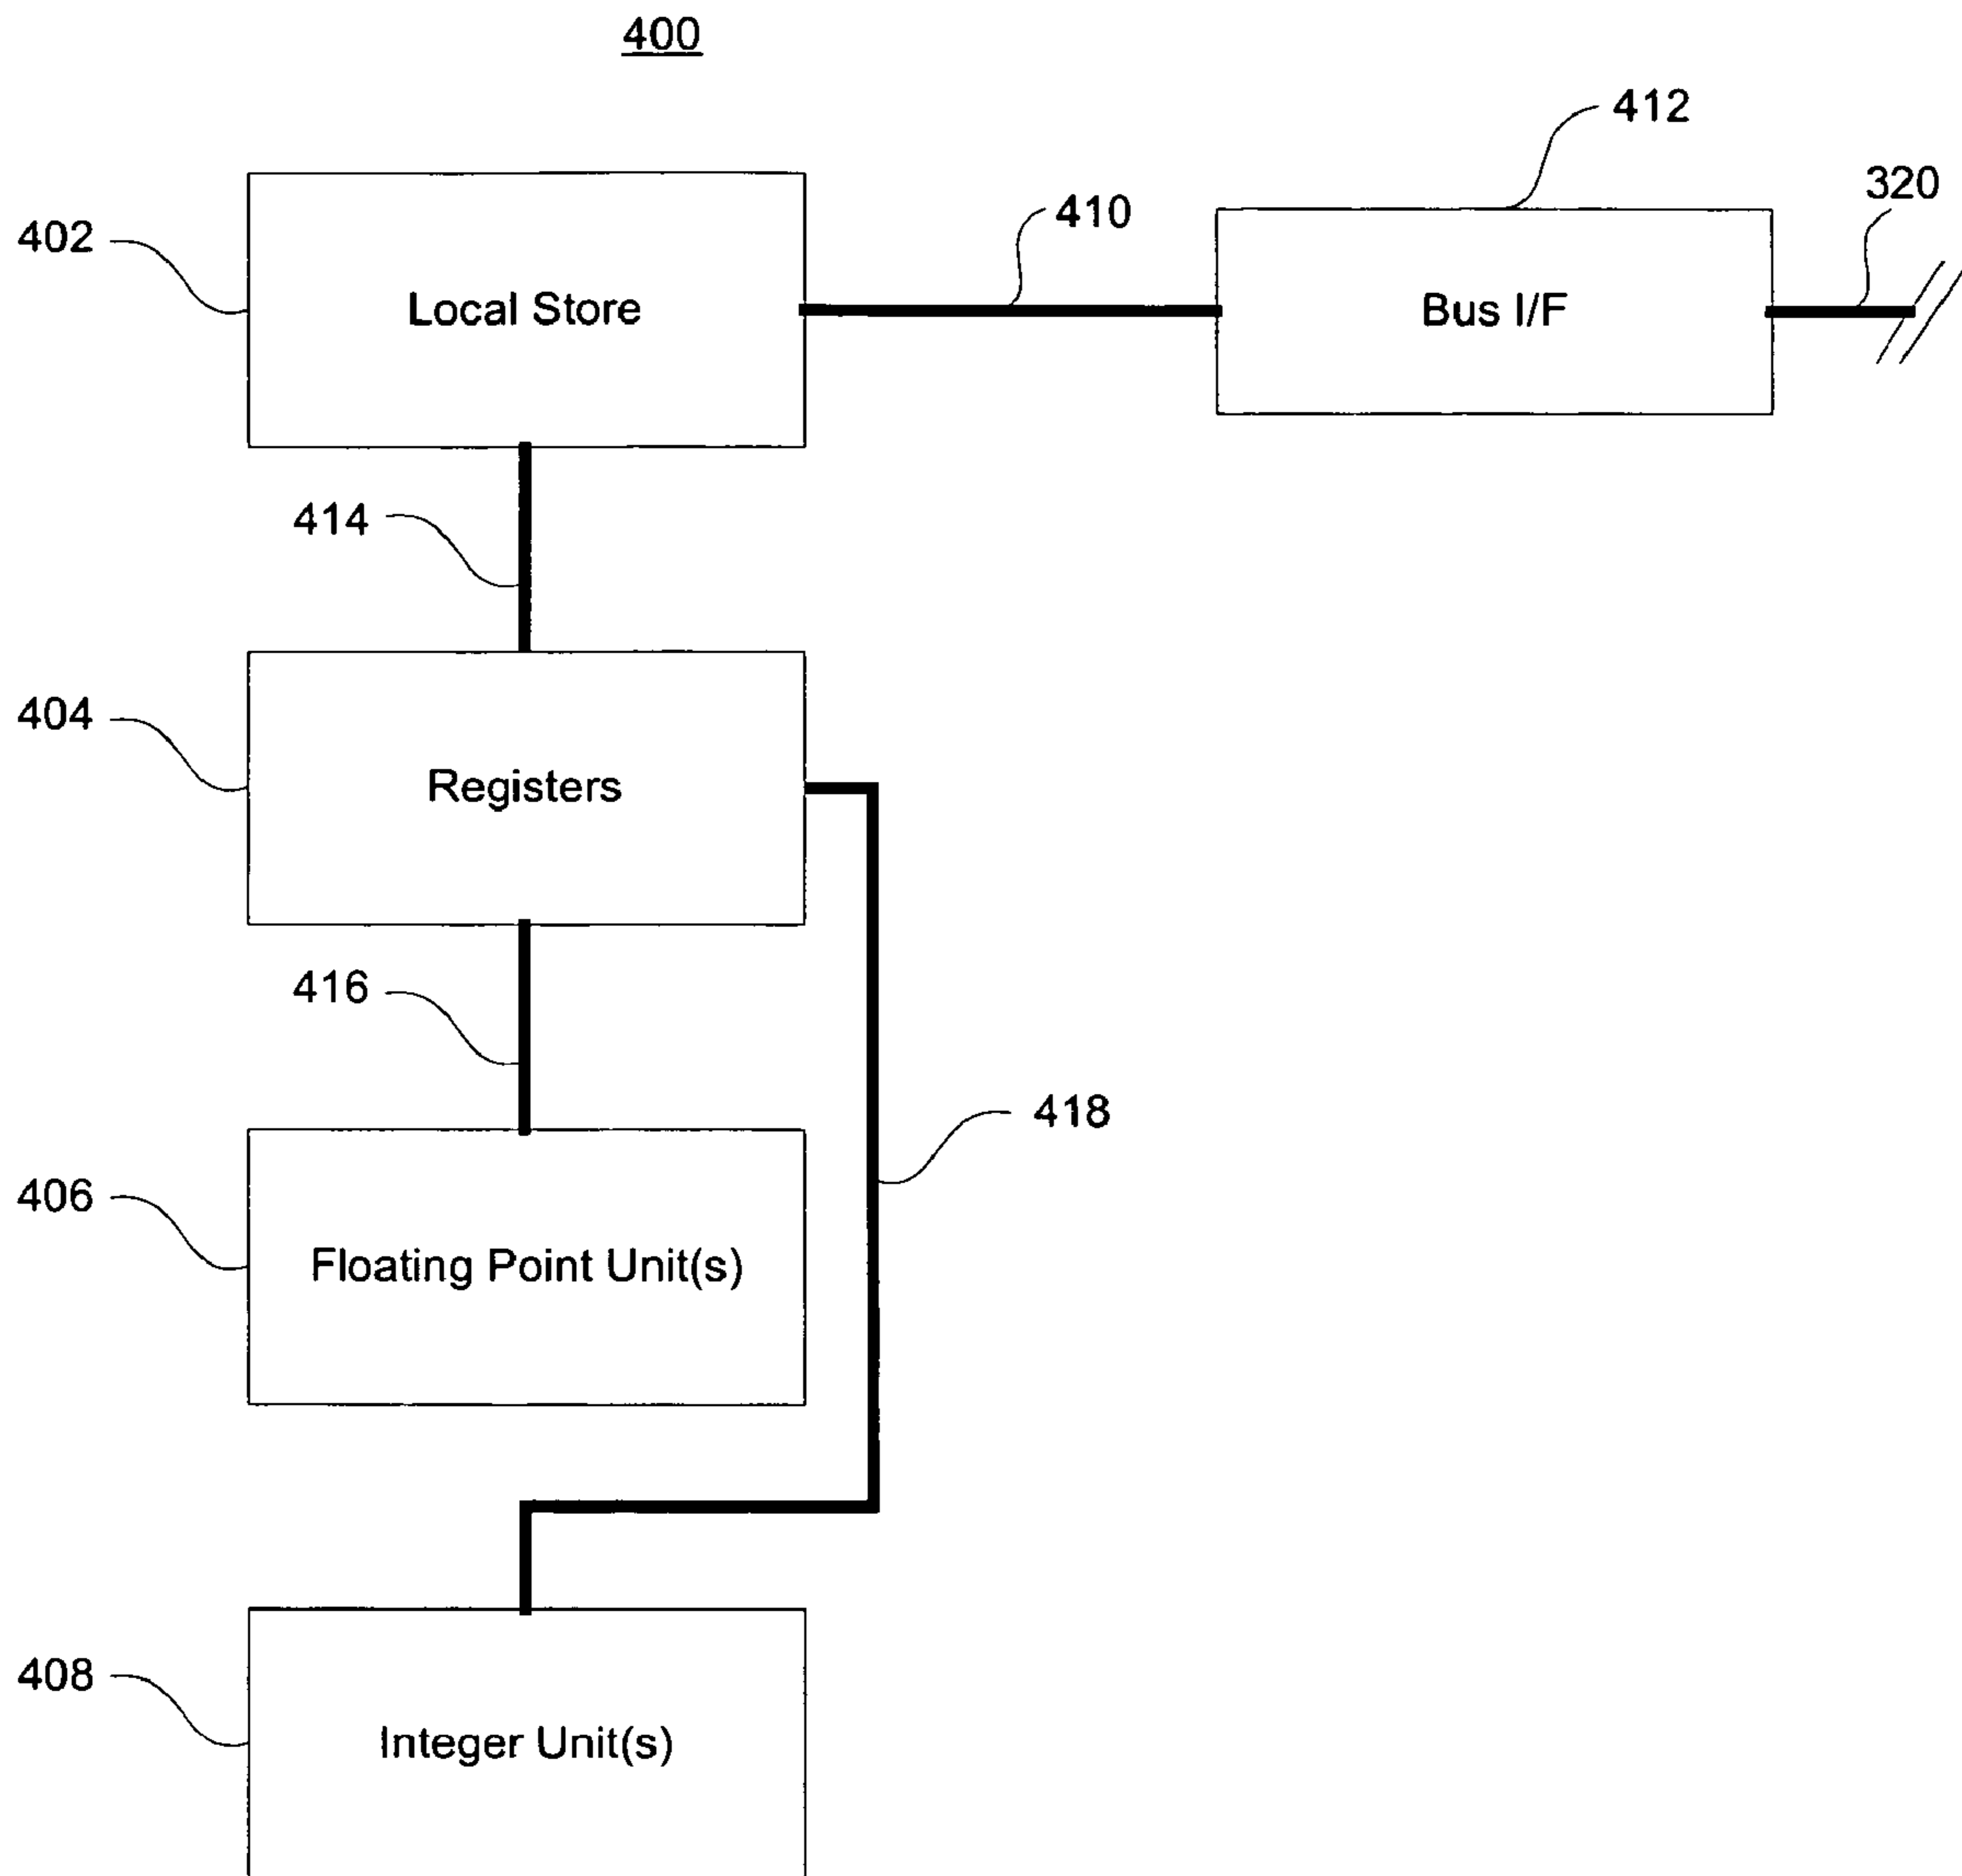 400
412
320
410
402
Local Store
Bus I/F
414
404
Registers
416
418
406
Floating Point Unit(s)
408
Integer Unit(s)